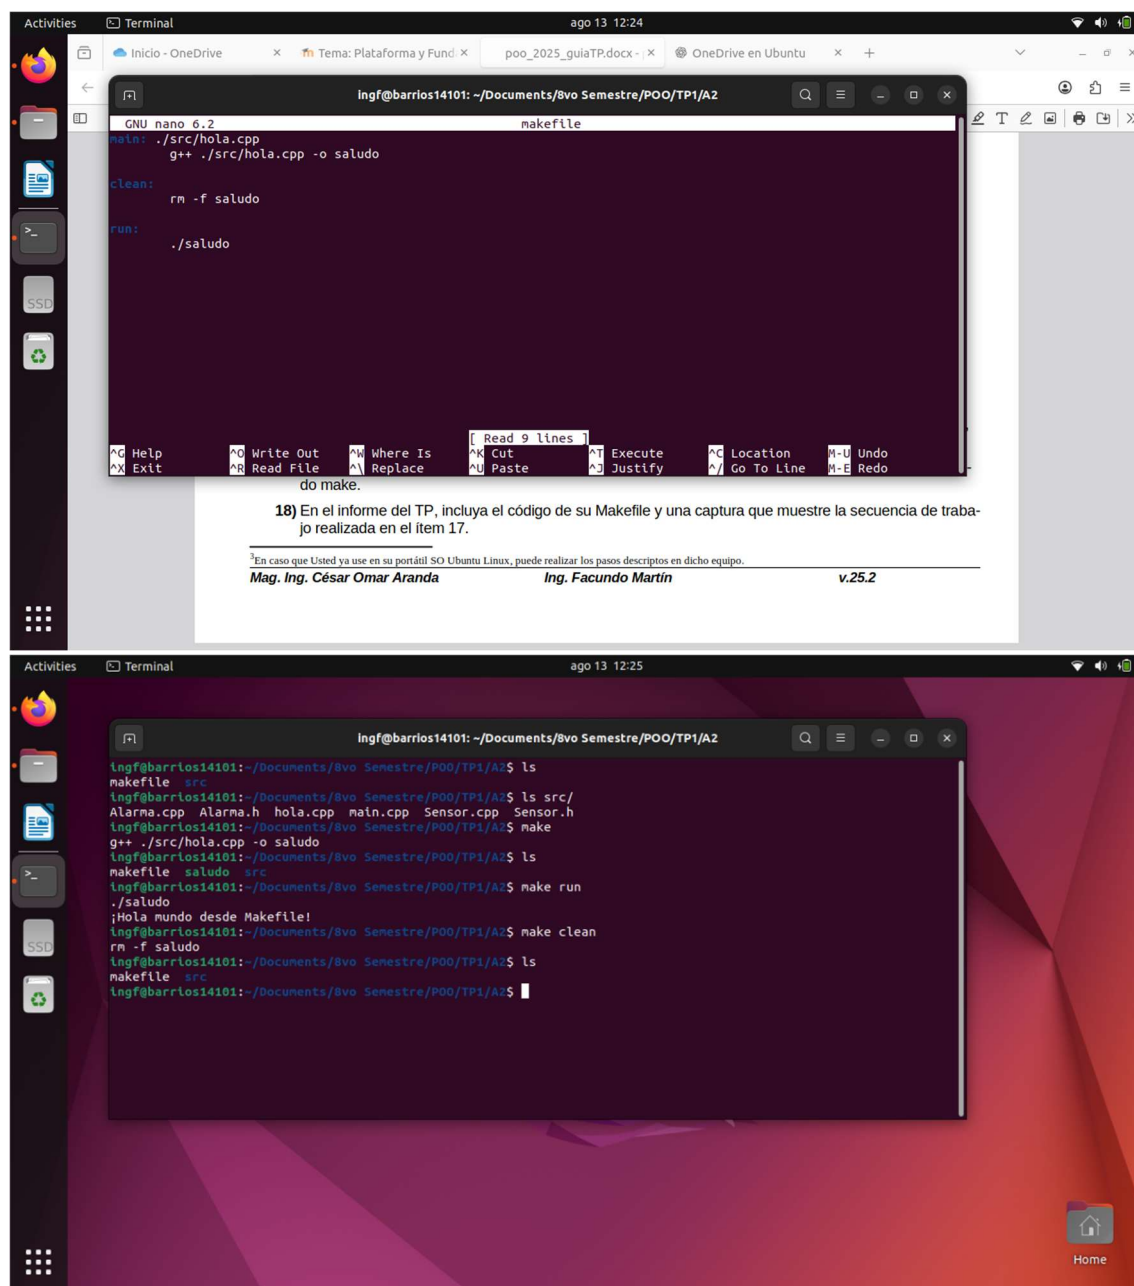 Activities Terminal ago 13 12:24
Inicio - OneDrive × Tema: Plataforma y Fund × poo_2025_guiaTP.docx - × OneDrive en Ubuntu × +
ingf@barrios14101: ~/Documents/8vo Semestre/POO/TP1/A2
GNU nano 6.2 makefile
main: ./src/hola.cpp
g++ ./src/hola.cpp -o saludo
clean:
rm -f saludo
run:
./saludo
[ Read 9 lines ]
^G Help ^O Write Out ^W Where Is ^K Cut ^T Execute ^C Location M-U Undo
^X Exit ^R Read File ^\ Replace ^U Paste ^J Justify ^/ Go To Line M-E Redo
do make.
18) En el informe del TP, incluya el código de su Makefile y una captura que muestre la secuencia de traba-
jo realizada en el ítem 17.
3En caso que Usted ya use en su portátil SO Ubuntu Linux, puede realizar los pasos descriptos en dicho equipo.
Mag. Ing. César Omar Aranda Ing. Facundo Martín v.25.2
SSD
Activities Terminal ago 13 12:25
ingf@barrios14101: ~/Documents/8vo Semestre/POO/TP1/A2
ingf@barrios14101:~/Documents/8vo Semestre/POO/TP1/A2$ ls
makefile src
ingf@barrios14101:~/Documents/8vo Semestre/POO/TP1/A2$ ls src/
Alarma.cpp Alarma.h hola.cpp main.cpp Sensor.cpp Sensor.h
ingf@barrios14101:~/Documents/8vo Semestre/POO/TP1/A2$ make
g++ ./src/hola.cpp -o saludo
ingf@barrios14101:~/Documents/8vo Semestre/POO/TP1/A2$ ls
makefile saludo src
ingf@barrios14101:~/Documents/8vo Semestre/POO/TP1/A2$ make run
./saludo
¡Hola mundo desde Makefile!
ingf@barrios14101:~/Documents/8vo Semestre/POO/TP1/A2$ make clean
rm -f saludo
ingf@barrios14101:~/Documents/8vo Semestre/POO/TP1/A2$ ls
makefile src
ingf@barrios14101:~/Documents/8vo Semestre/POO/TP1/A2$
SSD
Home